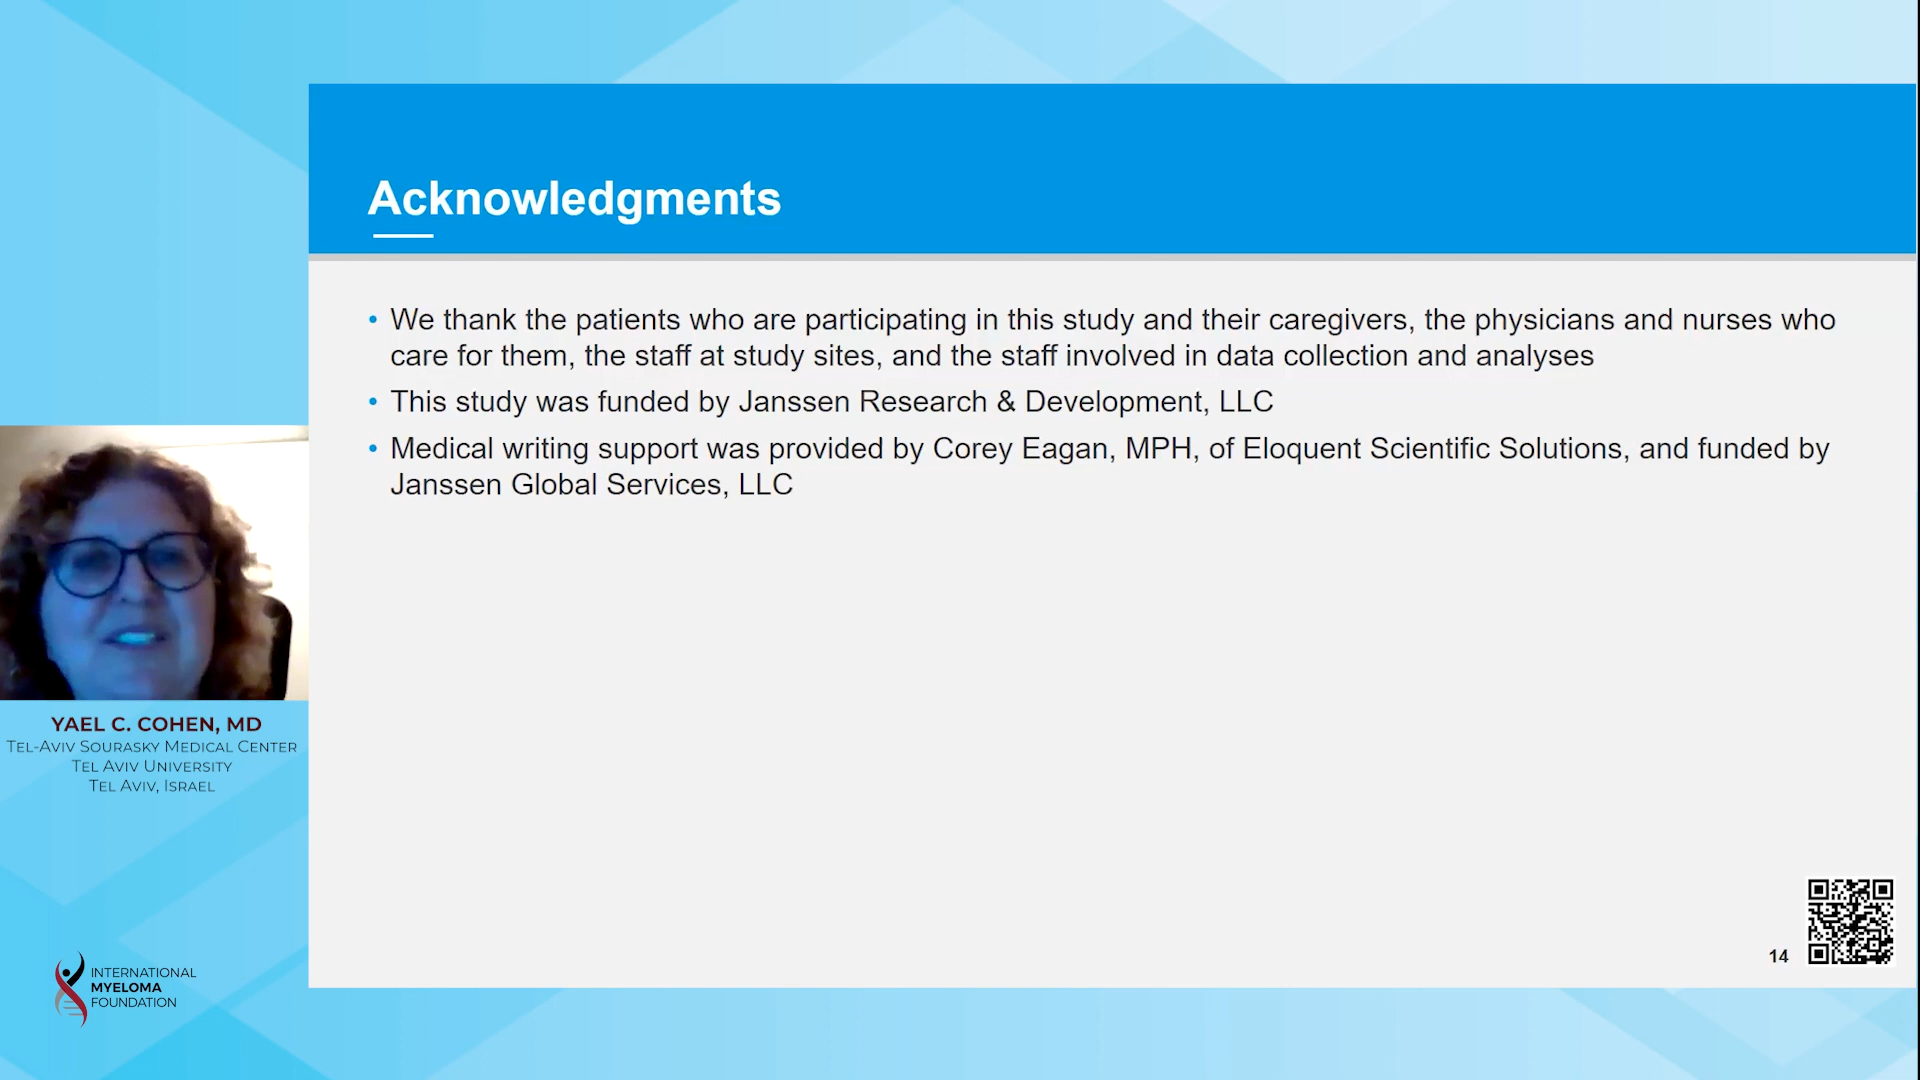 Acknowledgments
• We thank the patients who are participating in this study and their caregivers, the physicians and nurses who
care for them, the staff at study sites, and the staff involved in data collection and analyses
• This study was funded by Janssen Research & Development, LLC
• Medical writing support was provided by Corey Eagan, MPH, of Eloquent Scientific Solutions, and funded by
Janssen Global Services, LLC
YAEL C. COHEN, MD
TEL-AVIV SOURASKY MEDICAL CENTER
TEL AVIV UNIVERSITY
TEL AVIV, ISRAEL
INTERNATIONAL
MYELOMA
FOUNDATION
14